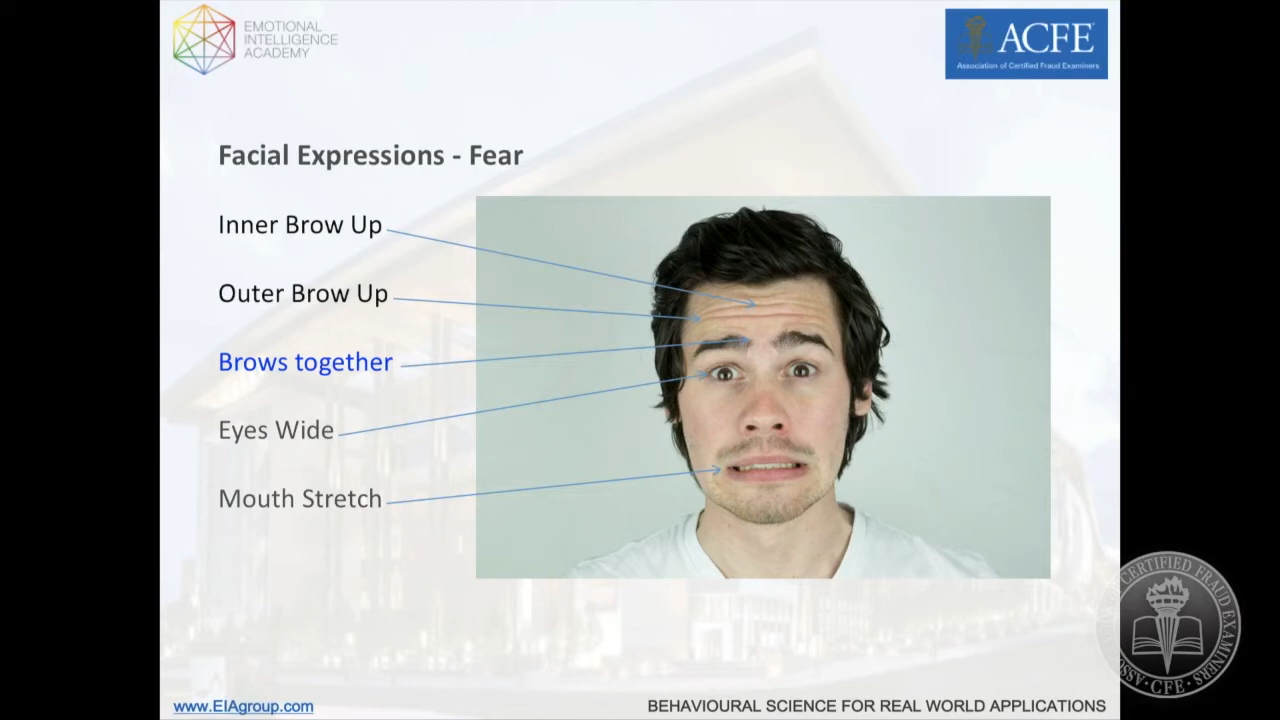 EMOTIONAL
INTELLIGENCE
ACADEMY
ACFE
Association of Certified Fraud Examiners
Facial Expressions - Fear
Inner Brow Up
Outer Brow Up
Brows together
Eyes Wide
Mouth Stretch
www.EIAgroup.com
BEHAVIOURAL SCIENCE FOR REAL WORLD APPLICATIONS
CERTIFIED FRAUD EXAMINERS
CFE